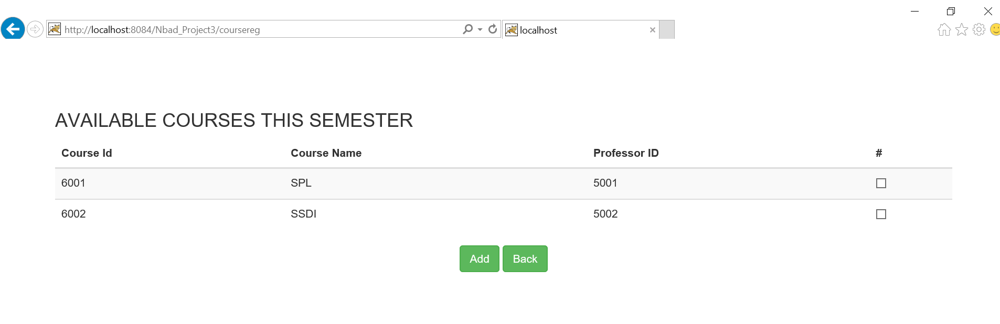 http://localhost:8084/Nbad_Project3/coursereg
localhost
AVAILABLE COURSES THIS SEMESTER
Course Id Course Name Professor ID #
6001 SPL 5001
6002 SSDI 5002
Add Back